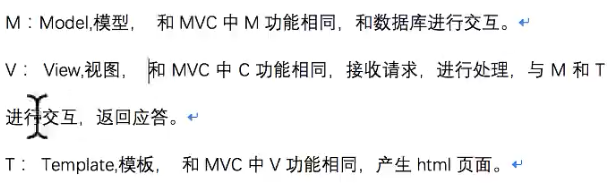 M：Model,模型， 和 MVC 中 M 功能相同，和数据库进行交互。
V： View,视图， 和 MVC 中 C 功能相同，接收请求，进行处理，与 M 和 T
进行交互，返回应答。
T： Template,模板， 和 MVC 中 V 功能相同，产生 html 页面。